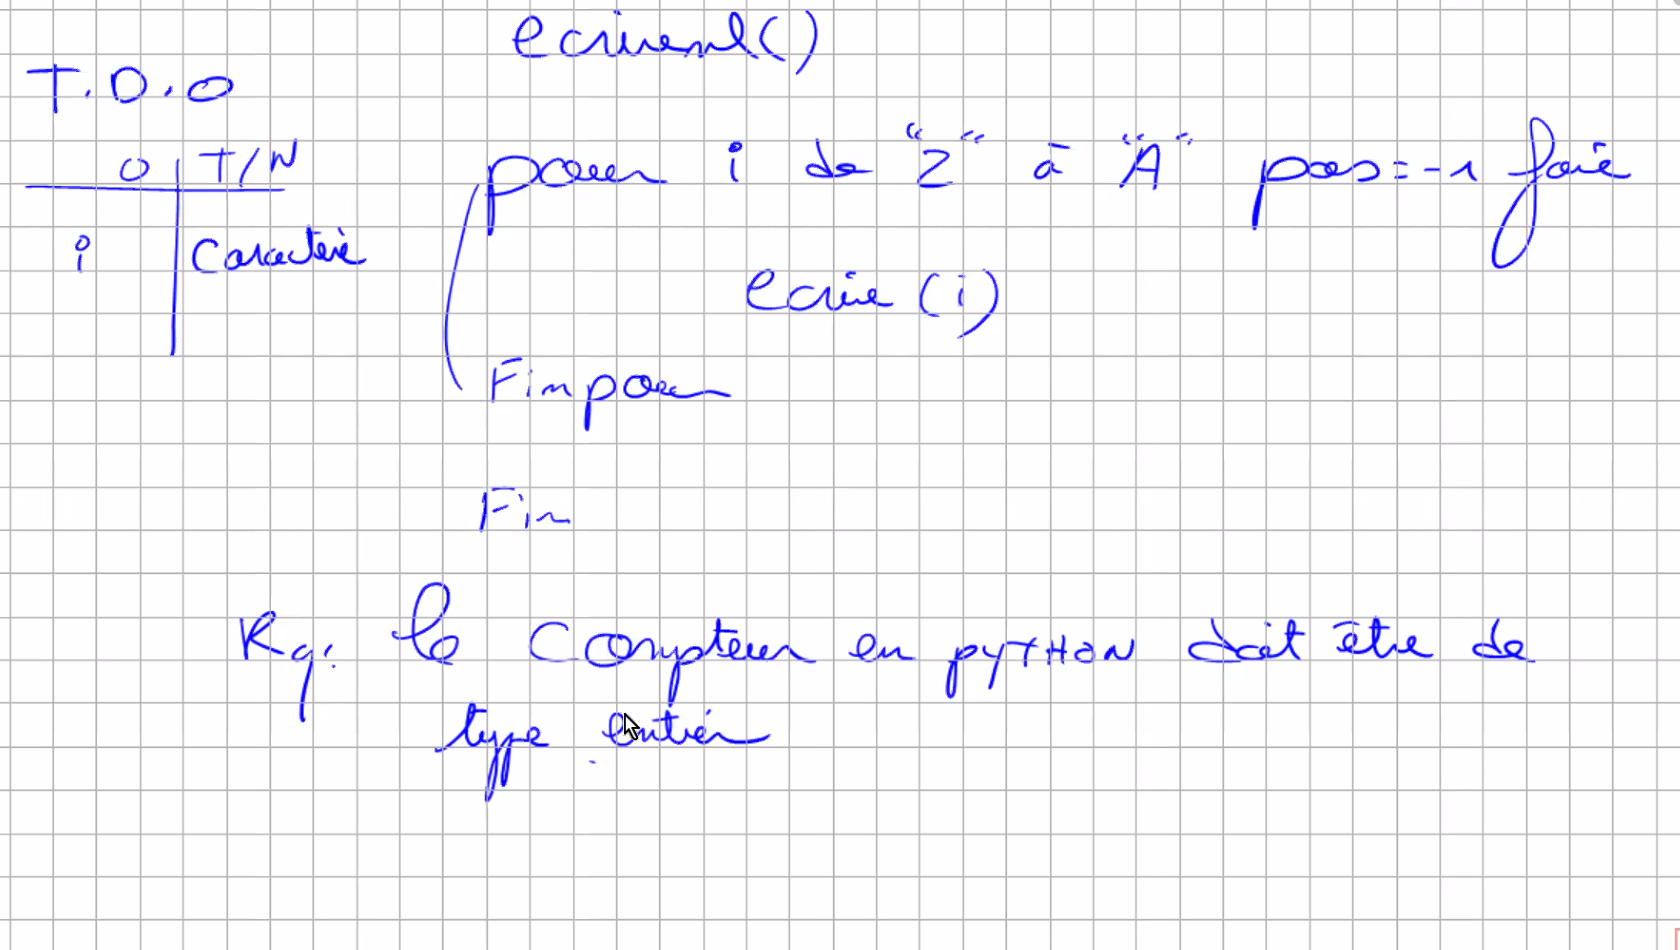 ecrirenl()
T.D.O
O | T/N
pour i de "Z" à "A" pas=-1 faire
i | Caractère
ecrire (i)
Finpour
Fin
Rq: le Compteur en pyTHON doit être de
type entier